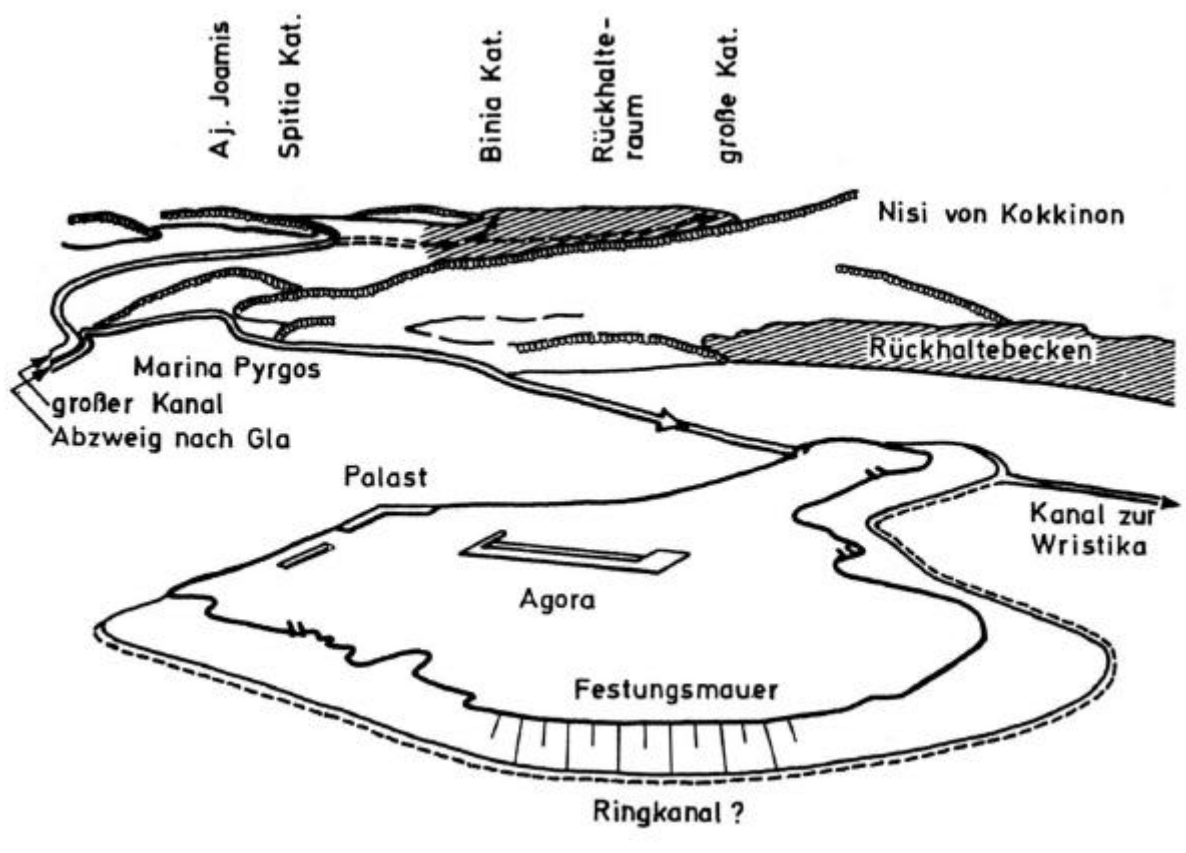 Aj. Joamis
Spitia Kat.
Binia Kat.
Rückhalte-
raum
große Kat.
Nisi von Kokkinon
Rückhaltebecken
Marina Pyrgos
großer Kanal
Abzweig nach Gla
Palast
Kanal zur
Wristika
Agora
Festungsmauer
Ringkanal ?